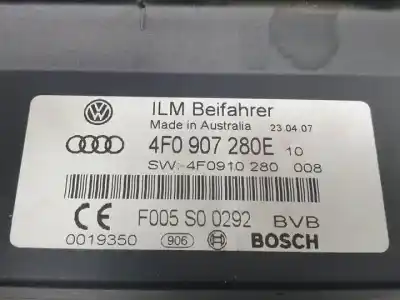 ILM Beifahrer
Made in Australia 23.04.07
4F0 907 280E 10
SW:4F0910 280 008
CE F005 S0 0292 BVB
0019350 906 BOSCH